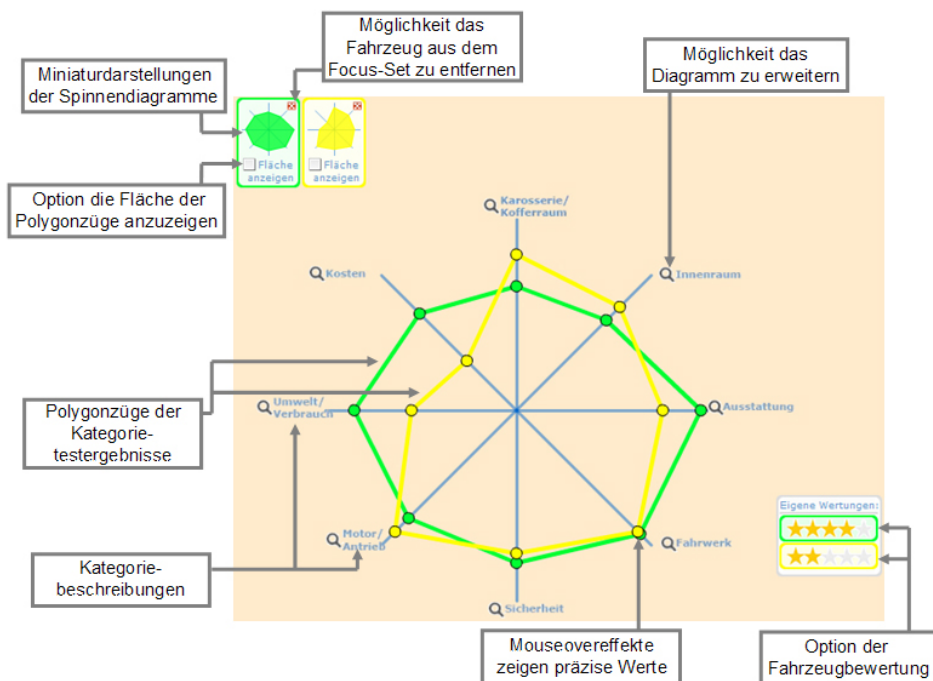 Möglichkeit das
Fahrzeug aus dem
Focus-Set zu entfernen
Möglichkeit das
Diagramm zu erweitern
Miniaturdarstellungen
der Spinnendiagramme
Fläche
anzeigen
Fläche
anzeigen
Option die Fläche der
Polygonzüge anzuzeigen
Karosserie/
Kofferraum
Kosten
Innenraum
Umwelt/
Verbrauch
Ausstattung
Polygonzüge der
Kategorie-
testergebnisse
Eigene Wertungen:
Motor/
Antrieb
Fahrwerk
Kategorie-
beschreibungen
Sicherheit
Mouseovereffekte
zeigen präzise Werte
Option der
Fahrzeugbewertung